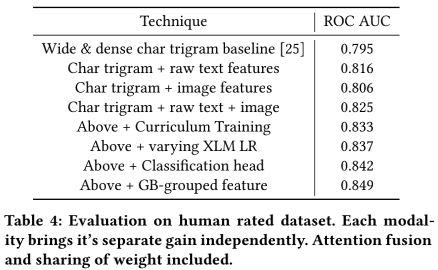 Technique ROC AUC
Wide & dense char trigram baseline [25] 0.795
Char trigram + raw text features 0.816
Char trigram + image features 0.806
Char trigram + raw text + image 0.825
Above + Curriculum Training 0.833
Above + varying XLM LR 0.837
Above + Classification head 0.842
Above + GB-grouped feature 0.849
Table 4: Evaluation on human rated dataset. Each modal-
ity brings it's separate gain independently. Attention fusion
and sharing of weight included.